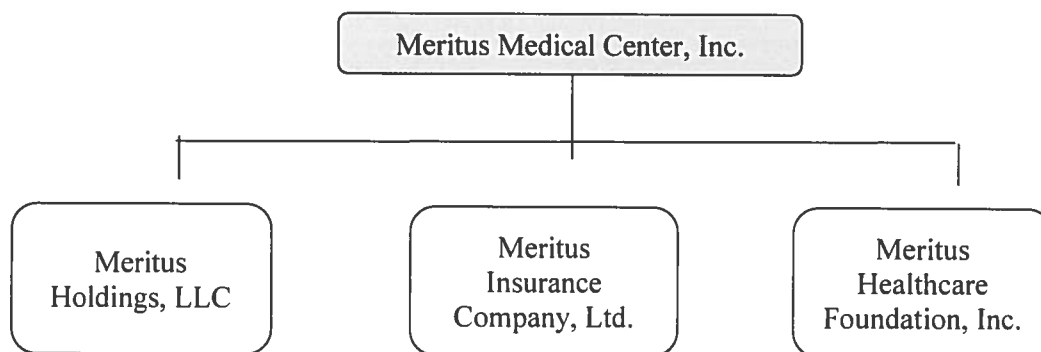 Meritus Medical Center, Inc.
Meritus
Holdings, LLC
Meritus
Insurance
Company, Ltd.
Meritus
Healthcare
Foundation, Inc.